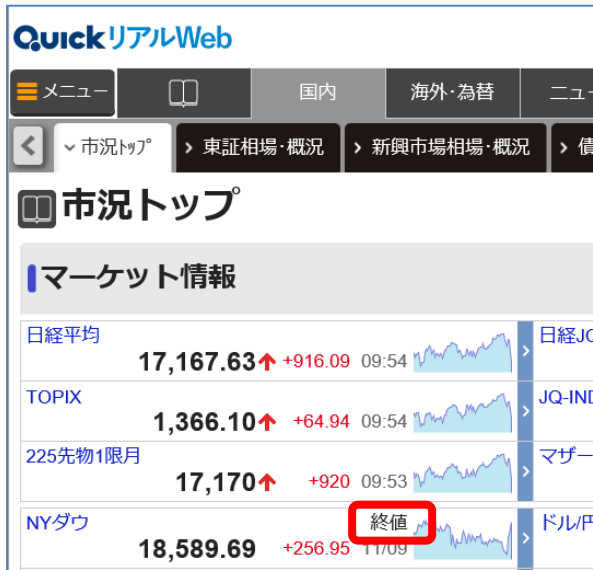 QUICKリアルWeb
メニュー 国内 海外・為替 ニュー
市況トップ 東証相場・概況 新興市場相場・概況 債
市況トップ
マーケット情報
日経平均 日経JQ
17,167.63 +916.09 09:54
TOPIX JQ-IND
1,366.10 +64.94 09:54
225先物1限月 マザー
17,170 +920 09:53
NYダウ 終値 ドル/円
18,589.69 +256.95 11/09